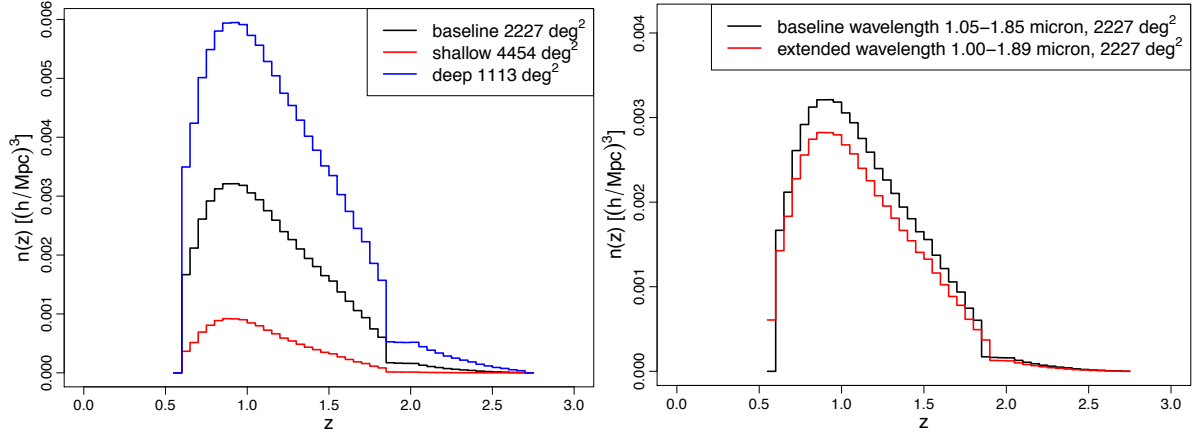 baseline 2227 deg²
shallow 4454 deg²
deep 1113 deg²
n(z) [(h/Mpc)³]
0.006
0.005
0.004
0.003
0.002
0.001
0.000
0.0 0.5 1.0 1.5 2.0 2.5 3.0
z
baseline wavelength 1.05−1.85 micron, 2227 deg²
extended wavelength 1.00−1.89 micron, 2227 deg²
n(z) [(h/Mpc)³]
0.004
0.003
0.002
0.001
0.000
0.0 0.5 1.0 1.5 2.0 2.5 3.0
z